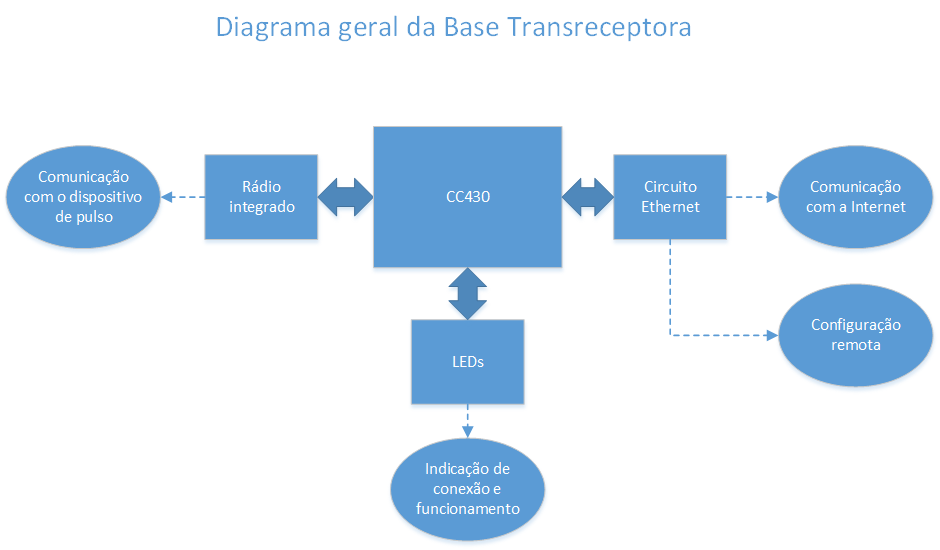 Diagrama geral da Base Transreceptora
Comunicação
com o dispositivo
de pulso
Rádio
integrado
CC430
Circuito
Ethernet
Comunicação
com a Internet
Configuração
remota
LEDs
Indicação de
conexão e
funcionamento